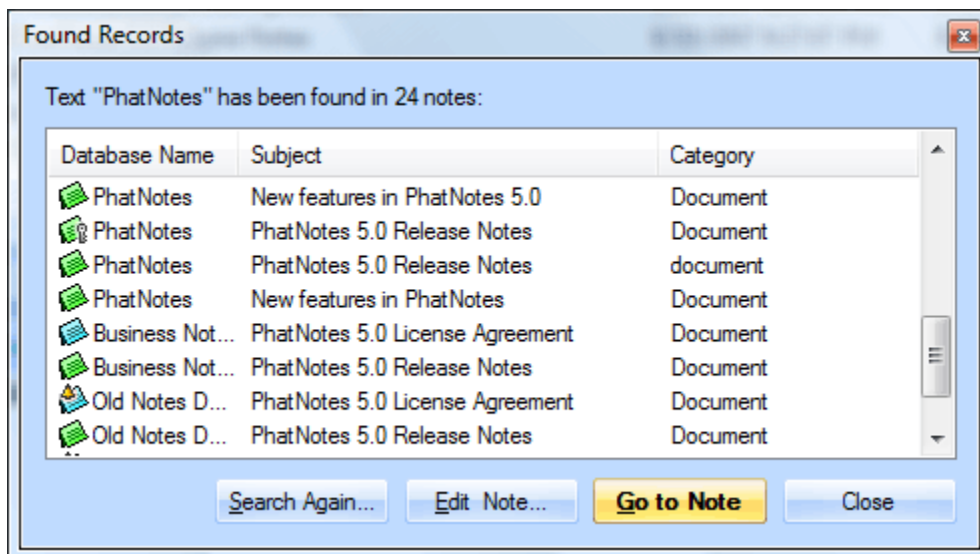 Found Records
Text "PhatNotes" has been found in 24 notes:
Database Name Subject Category
PhatNotes New features in PhatNotes 5.0 Document
PhatNotes PhatNotes 5.0 Release Notes Document
PhatNotes PhatNotes 5.0 Release Notes document
PhatNotes New features in PhatNotes Document
Business Not... PhatNotes 5.0 License Agreement Document
Business Not... PhatNotes 5.0 Release Notes Document
Old Notes D... PhatNotes 5.0 License Agreement Document
Old Notes D... PhatNotes 5.0 Release Notes Document
Search Again... Edit Note... Go to Note Close